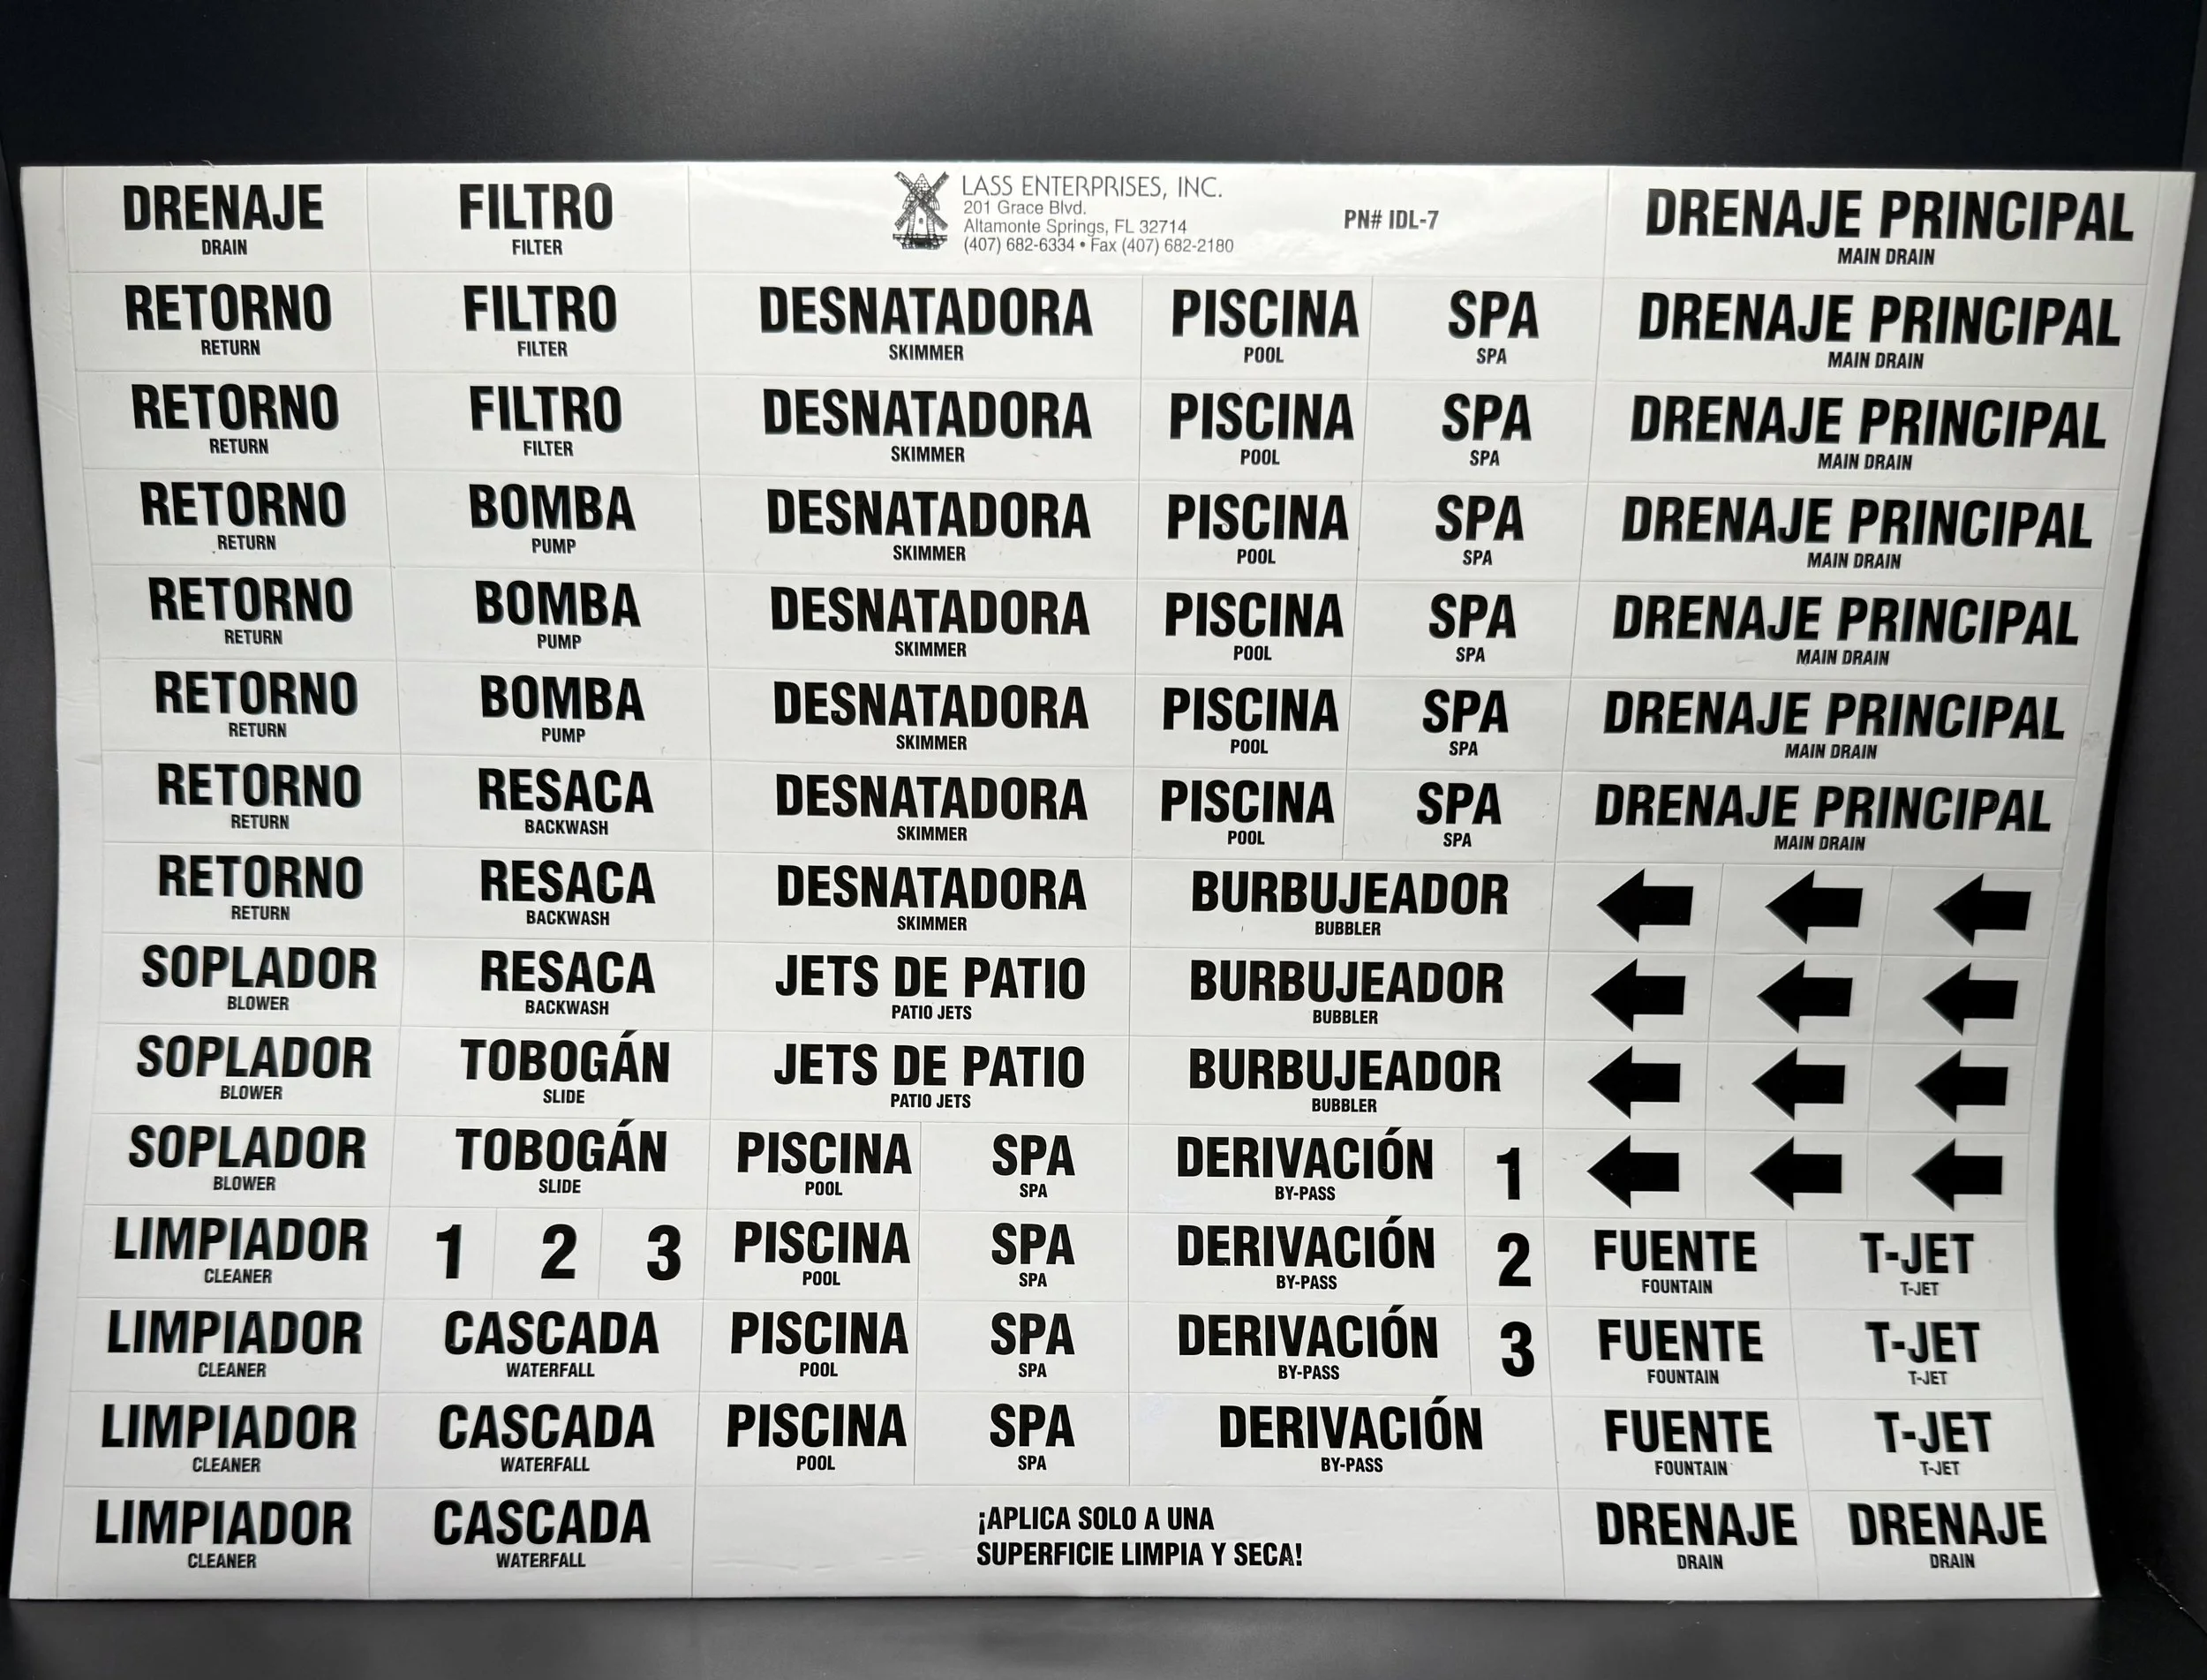 DRENAJE
DRAIN
FILTRO
FILTER
LASS ENTERPRISES, INC.
201 Grace Blvd.
Altamonte Springs, FL 32714
(407) 682-6334 • Fax (407) 682-2180
PN# IDL-7
DRENAJE PRINCIPAL
MAIN DRAIN
RETORNO
RETURN
FILTRO
FILTER
DESNATADORA
SKIMMER
PISCINA
POOL
SPA
SPA
DRENAJE PRINCIPAL
MAIN DRAIN
RETORNO
RETURN
FILTRO
FILTER
DESNATADORA
SKIMMER
PISCINA
POOL
SPA
SPA
DRENAJE PRINCIPAL
MAIN DRAIN
RETORNO
RETURN
BOMBA
PUMP
DESNATADORA
SKIMMER
PISCINA
POOL
SPA
SPA
DRENAJE PRINCIPAL
MAIN DRAIN
RETORNO
RETURN
BOMBA
PUMP
DESNATADORA
SKIMMER
PISCINA
POOL
SPA
SPA
DRENAJE PRINCIPAL
MAIN DRAIN
RETORNO
RETURN
BOMBA
PUMP
DESNATADORA
SKIMMER
PISCINA
POOL
SPA
SPA
DRENAJE PRINCIPAL
MAIN DRAIN
RETORNO
RETURN
RESACA
BACKWASH
DESNATADORA
SKIMMER
PISCINA
POOL
SPA
SPA
DRENAJE PRINCIPAL
MAIN DRAIN
RETORNO
RETURN
RESACA
BACKWASH
DESNATADORA
SKIMMER
BURBUJEADOR
BUBBLER
SOPLADOR
BLOWER
RESACA
BACKWASH
JETS DE PATIO
PATIO JETS
BURBUJEADOR
BUBBLER
SOPLADOR
BLOWER
TOBOGÁN
SLIDE
JETS DE PATIO
PATIO JETS
BURBUJEADOR
BUBBLER
SOPLADOR
BLOWER
TOBOGÁN
SLIDE
PISCINA
POOL
SPA
SPA
DERIVACIÓN
BY-PASS
1
LIMPIADOR
CLEANER
1
2
3
PISCINA
POOL
SPA
SPA
DERIVACIÓN
BY-PASS
2
FUENTE
FOUNTAIN
T-JET
T-JET
LIMPIADOR
CLEANER
CASCADA
WATERFALL
PISCINA
POOL
SPA
SPA
DERIVACIÓN
BY-PASS
3
FUENTE
FOUNTAIN
T-JET
T-JET
LIMPIADOR
CLEANER
CASCADA
WATERFALL
PISCINA
POOL
SPA
SPA
DERIVACIÓN
BY-PASS
FUENTE
FOUNTAIN
T-JET
T-JET
LIMPIADOR
CLEANER
CASCADA
WATERFALL
¡APLICA SOLO A UNA
SUPERFICIE LIMPIA Y SECA!
DRENAJE
DRAIN
DRENAJE
DRAIN